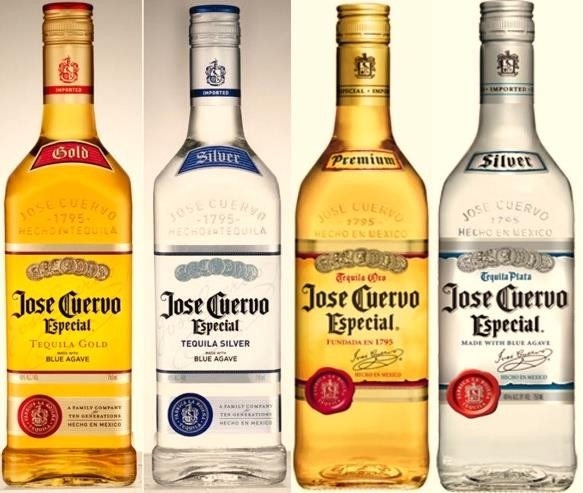 IMPORTED
Gold
JOSE CUERVO
-1795-
HECHO EN TEQUILA
JOSE CUERVO
ESPECIAL
TEQUILA GOLD
MADE WITH
BLUE AGAVE
A FAMILY COMPANY
FOR
TEN GENERATIONS
HECHO EN MEXICO
IMPORTED
Silver
JOSE CUERVO
-1795-
HECHO EN TEQUILA
JOSE CUERVO
ESPECIAL
TEQUILA SILVER
MADE WITH
BLUE AGAVE
A FAMILY COMPANY
FOR
TEN GENERATIONS
HECHO EN MEXICO
Premium
JOSE CUERVO
1795
HECHO EN MEXICO
Tequila Oro
JOSE CUERVO
ESPECIAL®
FUNDADA EN 1795
HECHO EN MEXICO
IMPORTED
Silver
JOSE CUERVO
1795
HECHO EN MEXICO
Tequila Plata
JOSE CUERVO
ESPECIAL.
MADE WITH BLUE AGAVE
HECHO EN MEXICO